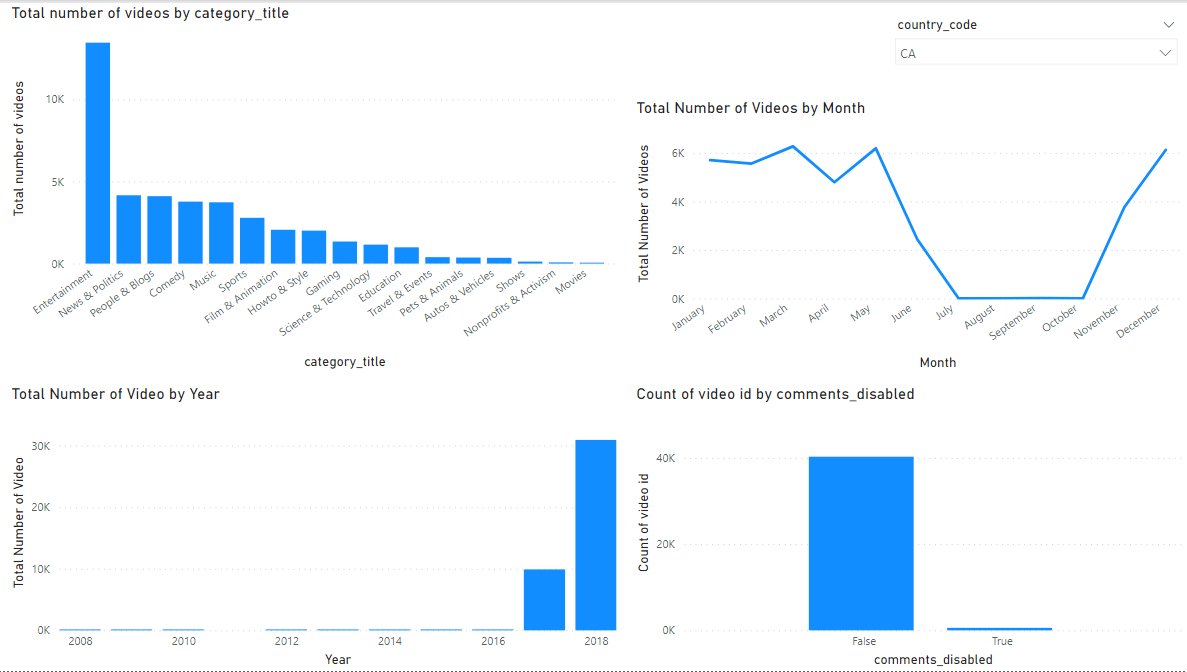 Total number of videos by category_title
Total number of videos
10K
5K
0K
Entertainment
News & Politics
People & Blogs
Comedy
Music
Sports
Film & Animation
Howto & Style
Gaming
Science & Technology
Education
Travel & Events
Pets & Animals
Autos & Vehicles
Shows
Nonprofits & Activism
Movies
category_title
country_code
CA
Total Number of Videos by Month
Total Number of Videos
6K
4K
2K
0K
January
February
March
April
May
June
July
August
September
October
November
December
Month
Total Number of Video by Year
Total Number of Video
30K
20K
10K
0K
2008
2010
2012
2014
2016
2018
Year
Count of video id by comments_disabled
Count of video id
40K
20K
0K
False
True
comments_disabled